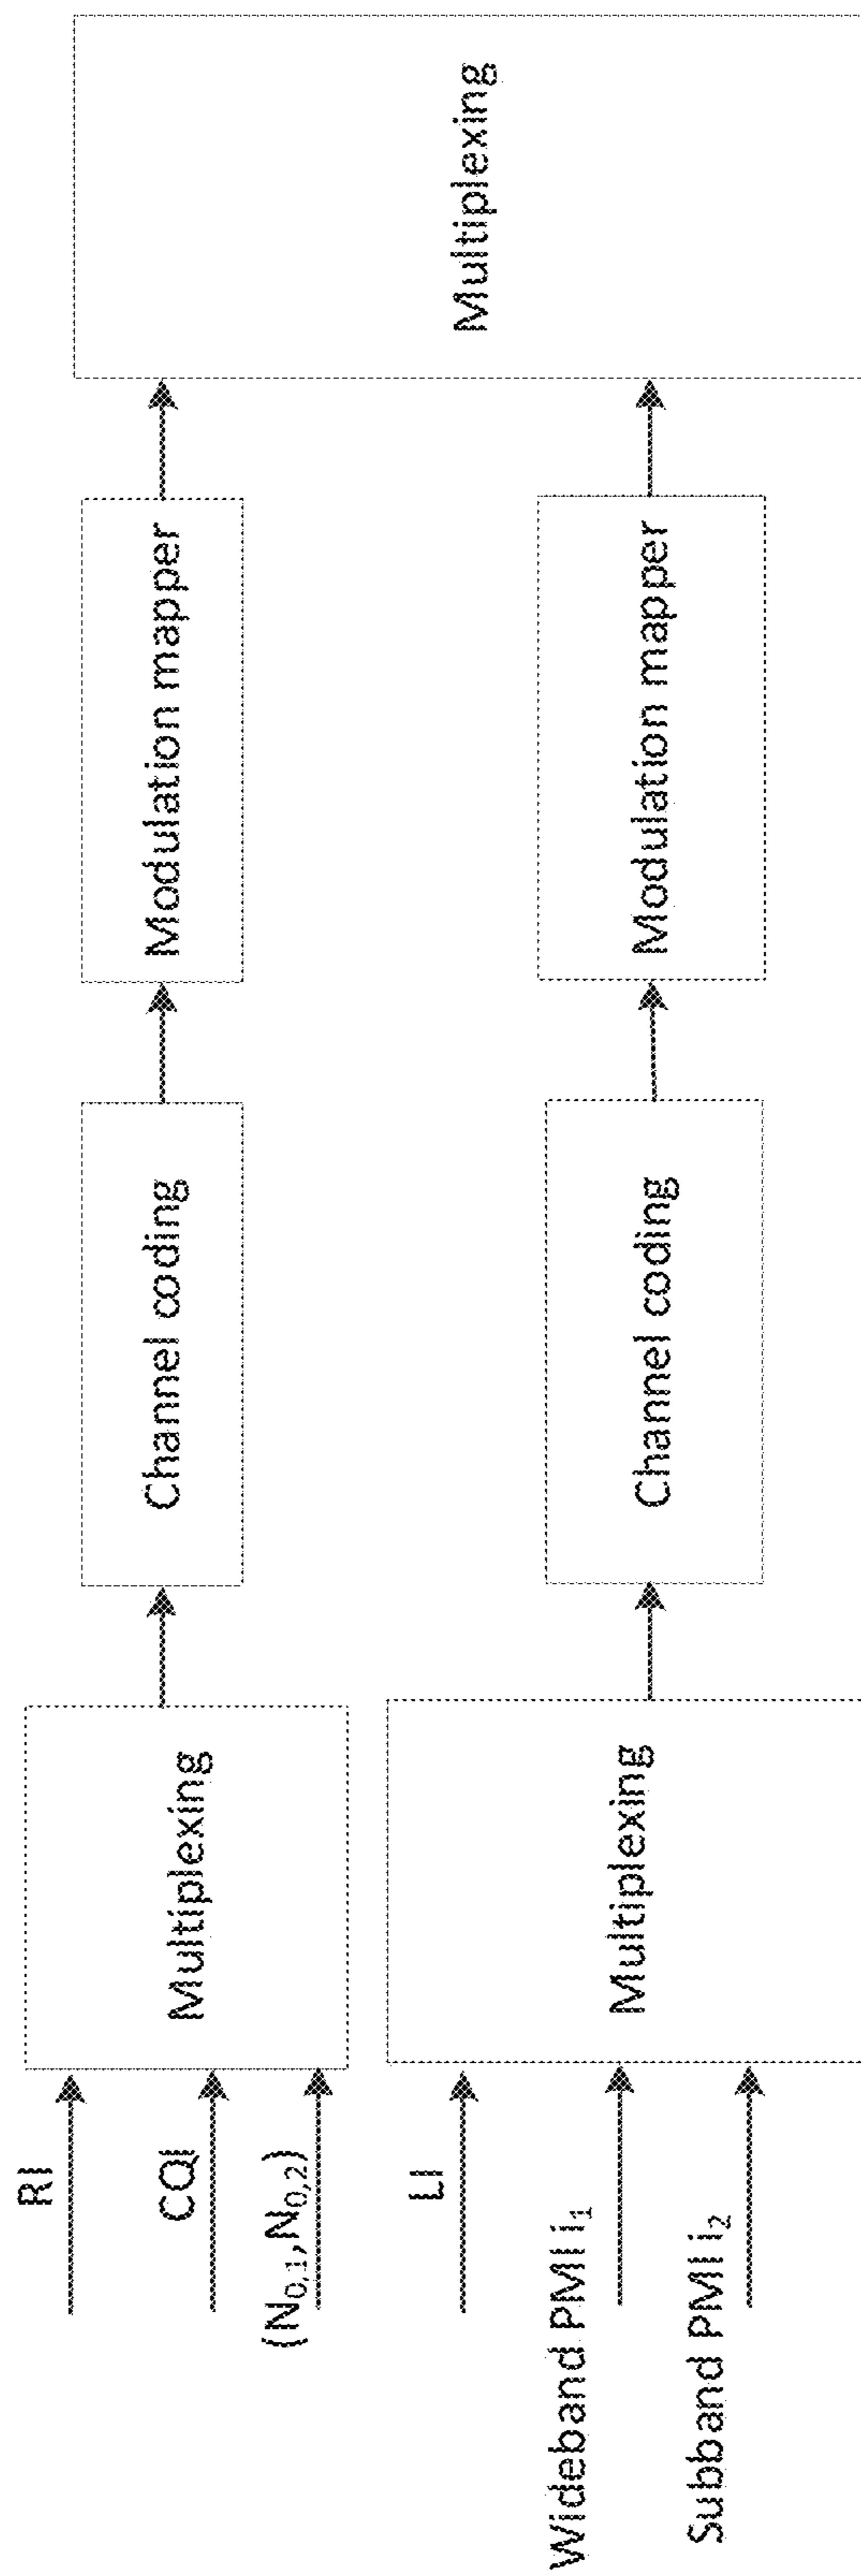 RI
CQI
(N₀,₁,N₀,₂)
Multiplexing
Channel coding
Modulation mapper
LI
Wideband PMI i₁
Subband PMI i₂
Multiplexing
Channel coding
Modulation mapper
Multiplexing